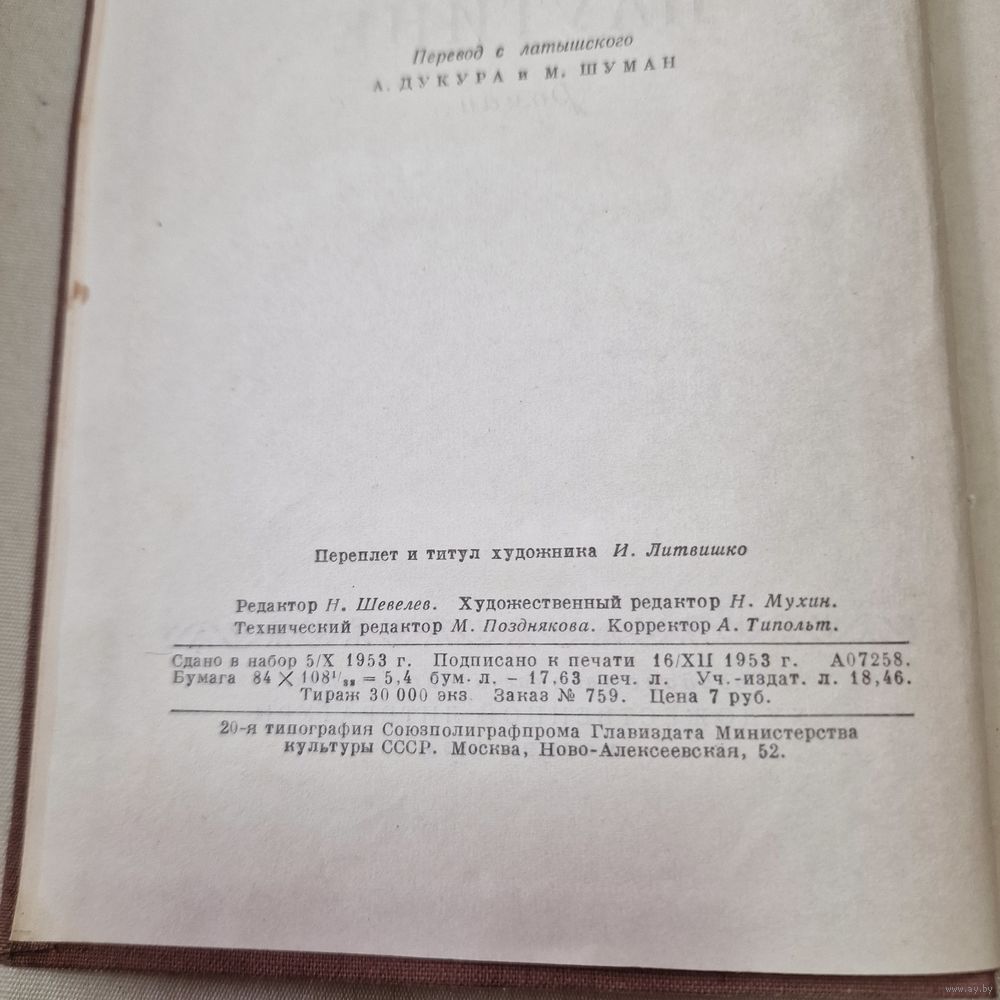 Перевод с латышского
А. ДУКУРА и М. ШУМАН
Переплет и титул художника И. Литвишко
Редактор Н. Шевелев. Художественный редактор Н. Мухин.
Технический редактор М. Позднякова. Корректор А. Типольт.
Сдано в набор 5/X 1953 г. Подписано к печати 16/XII 1953 г. А07258.
Бумага 84 × 108¹/₃₂ = 5,4 бум. л. – 17,63 печ. л. Уч.-издат. л. 18,46.
Тираж 30 000 экз. Заказ № 759. Цена 7 руб.
20-я типография Союзполиграфпрома Главиздата Министерства
культуры СССР. Москва, Ново-Алексеевская, 52.
www.ay.by